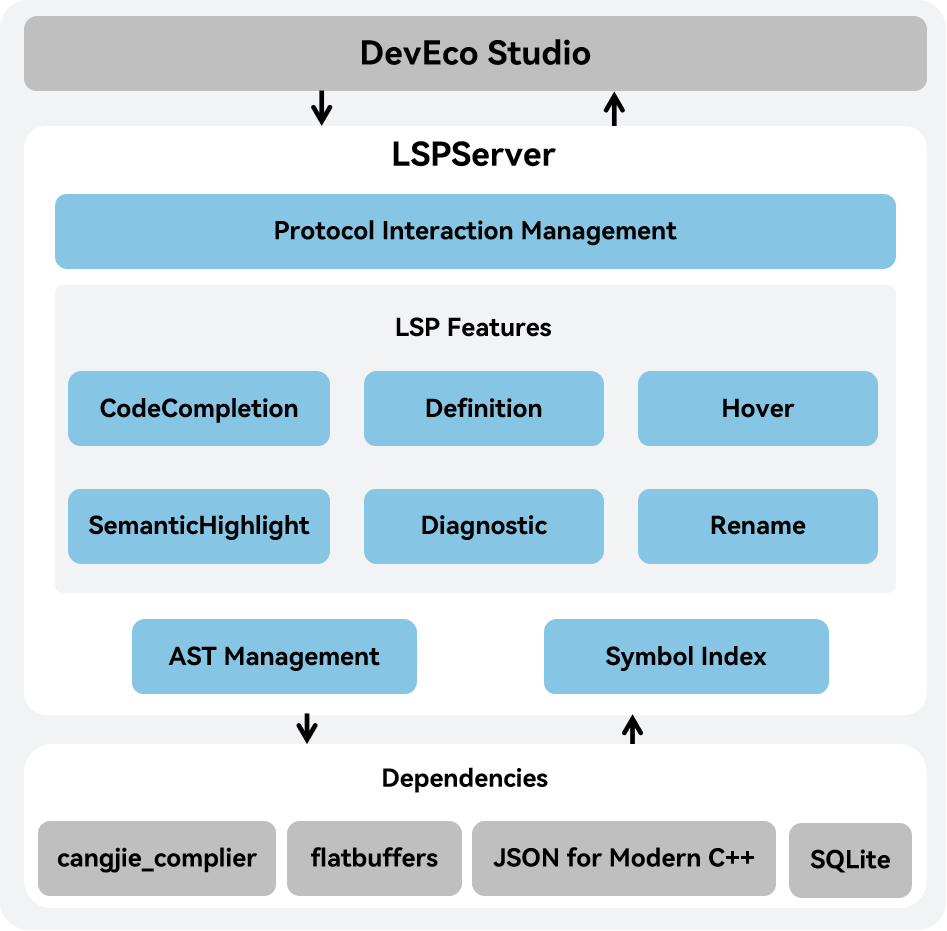 DevEco Studio
LSPServer
Protocol Interaction Management
LSP Features
CodeCompletion
Definition
Hover
SemanticHighlight
Diagnostic
Rename
AST Management
Symbol Index
Dependencies
cangjie_complier
flatbuffers
JSON for Modern C++
SQLite